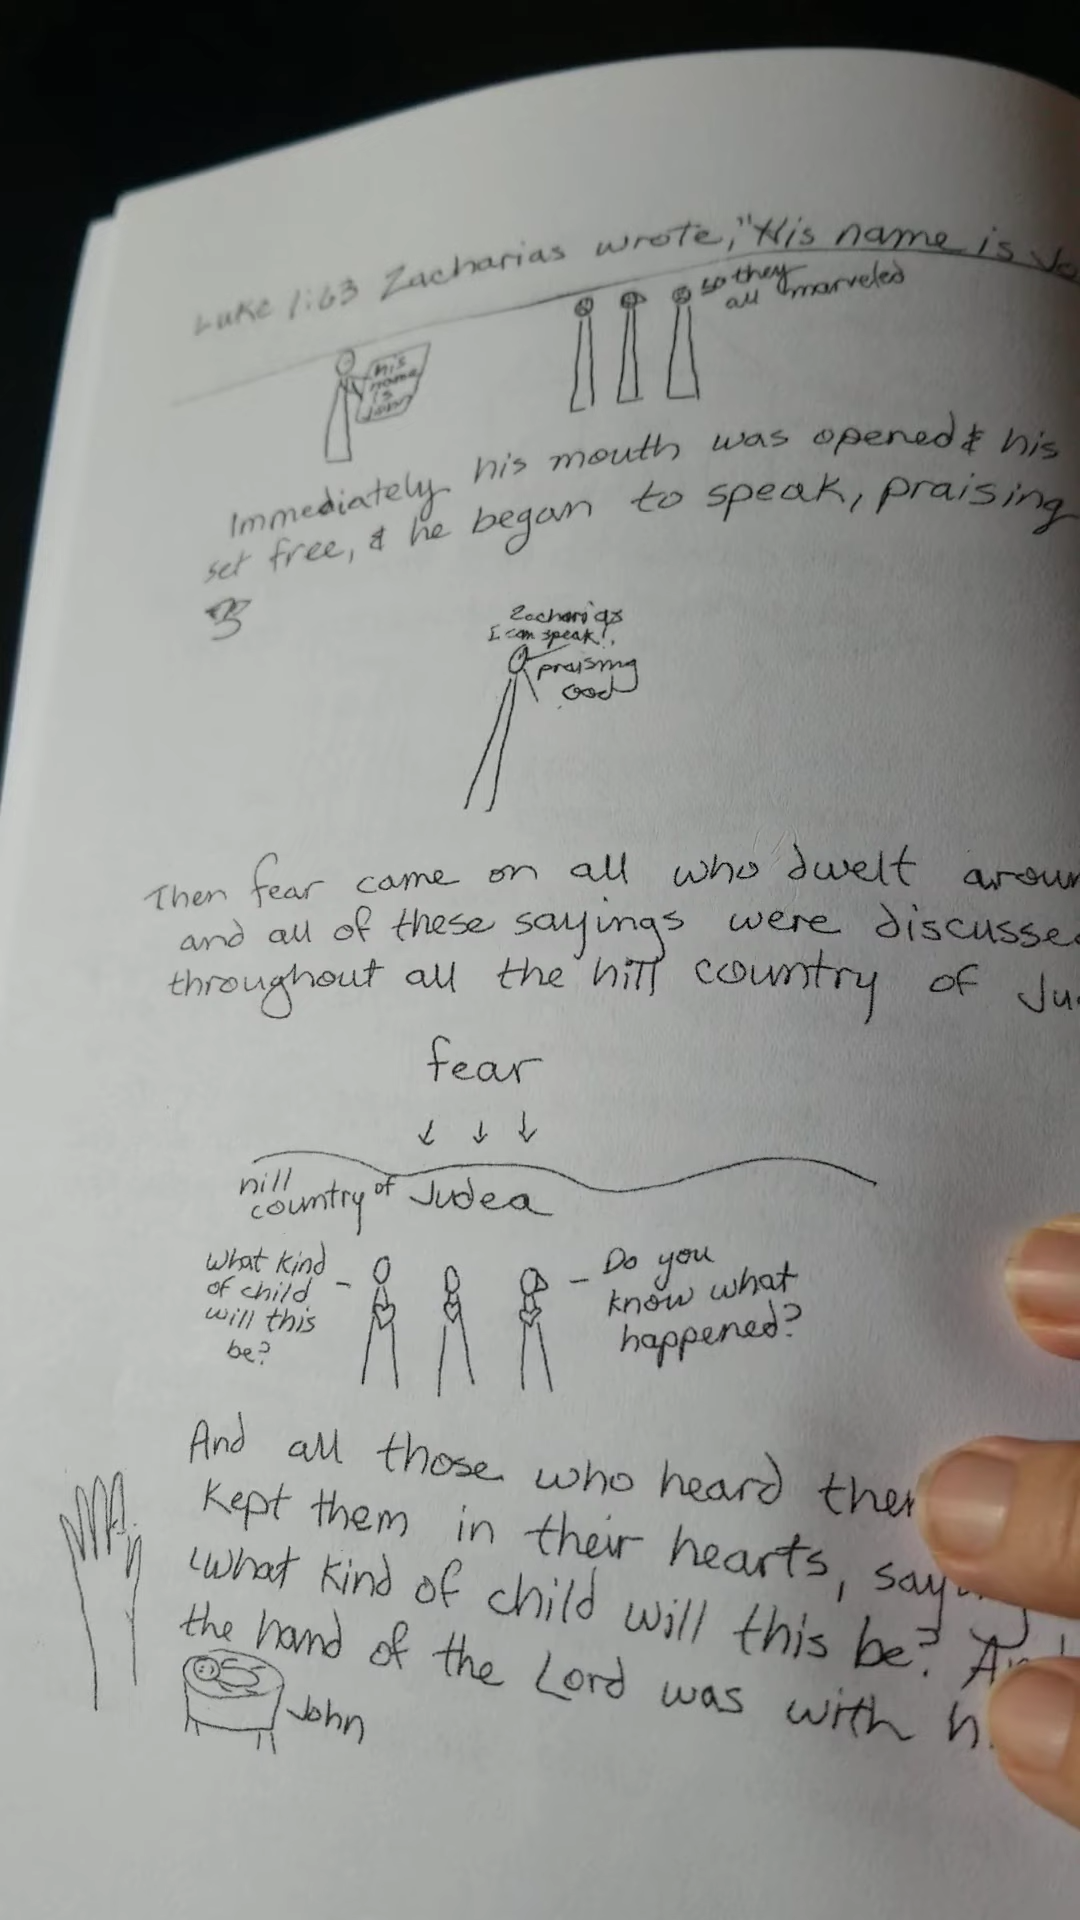 Luke 1:63 Zacharias wrote, "His name is Jo
so they
all marveled
his
name
is
John
Immediately his mouth was opened & his
set free, & he began to speak, praising
Zacharias
I can speak!
praising
God
Then fear came on all who dwelt aroun
and all of these sayings were discussed
throughout all the hill country of Ju
fear
hill
country of Judea
What kind
of child
will this
be?
Do you
know what
happened?
And all those who heard the
kept them in their hearts, say
What kind of child will this be? A
the hand of the Lord was with h
John